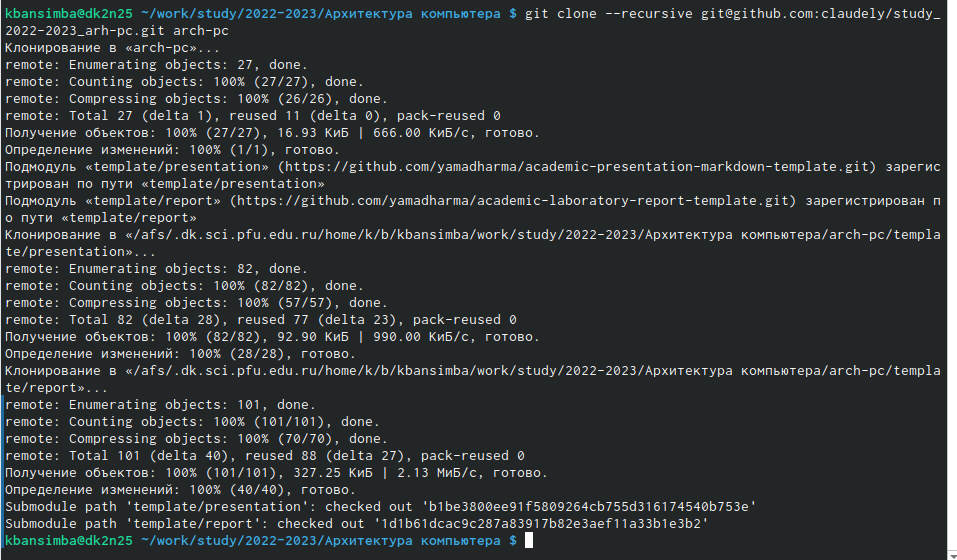 kbansimba@dk2n25 ~/work/study/2022-2023/Архитектура компьютера $ git clone --recursive git@github.com:claudely/study_
2022-2023_arh-pc.git arch-pc
Клонирование в «arch-pc»...
remote: Enumerating objects: 27, done.
remote: Counting objects: 100% (27/27), done.
remote: Compressing objects: 100% (26/26), done.
remote: Total 27 (delta 1), reused 11 (delta 0), pack-reused 0
Получение объектов: 100% (27/27), 16.93 КиБ | 666.00 КиБ/с, готово.
Определение изменений: 100% (1/1), готово.
Подмодуль «template/presentation» (https://github.com/yamadharma/academic-presentation-markdown-template.git) зарегис
трирован по пути «template/presentation»
Подмодуль «template/report» (https://github.com/yamadharma/academic-laboratory-report-template.git) зарегистрирован п
о пути «template/report»
Клонирование в «/afs/.dk.sci.pfu.edu.ru/home/k/b/kbansimba/work/study/2022-2023/Архитектура компьютера/arch-pc/templa
te/presentation»...
remote: Enumerating objects: 82, done.
remote: Counting objects: 100% (82/82), done.
remote: Compressing objects: 100% (57/57), done.
remote: Total 82 (delta 28), reused 77 (delta 23), pack-reused 0
Получение объектов: 100% (82/82), 92.90 КиБ | 990.00 КиБ/с, готово.
Определение изменений: 100% (28/28), готово.
Клонирование в «/afs/.dk.sci.pfu.edu.ru/home/k/b/kbansimba/work/study/2022-2023/Архитектура компьютера/arch-pc/templa
te/report»...
remote: Enumerating objects: 101, done.
remote: Counting objects: 100% (101/101), done.
remote: Compressing objects: 100% (70/70), done.
remote: Total 101 (delta 40), reused 88 (delta 27), pack-reused 0
Получение объектов: 100% (101/101), 327.25 КиБ | 2.13 МиБ/с, готово.
Определение изменений: 100% (40/40), готово.
Submodule path 'template/presentation': checked out 'b1be3800ee91f5809264cb755d316174540b753e'
Submodule path 'template/report': checked out '1d1b61dcac9c287a83917b82e3aef11a33b1e3b2'
kbansimba@dk2n25 ~/work/study/2022-2023/Архитектура компьютера $